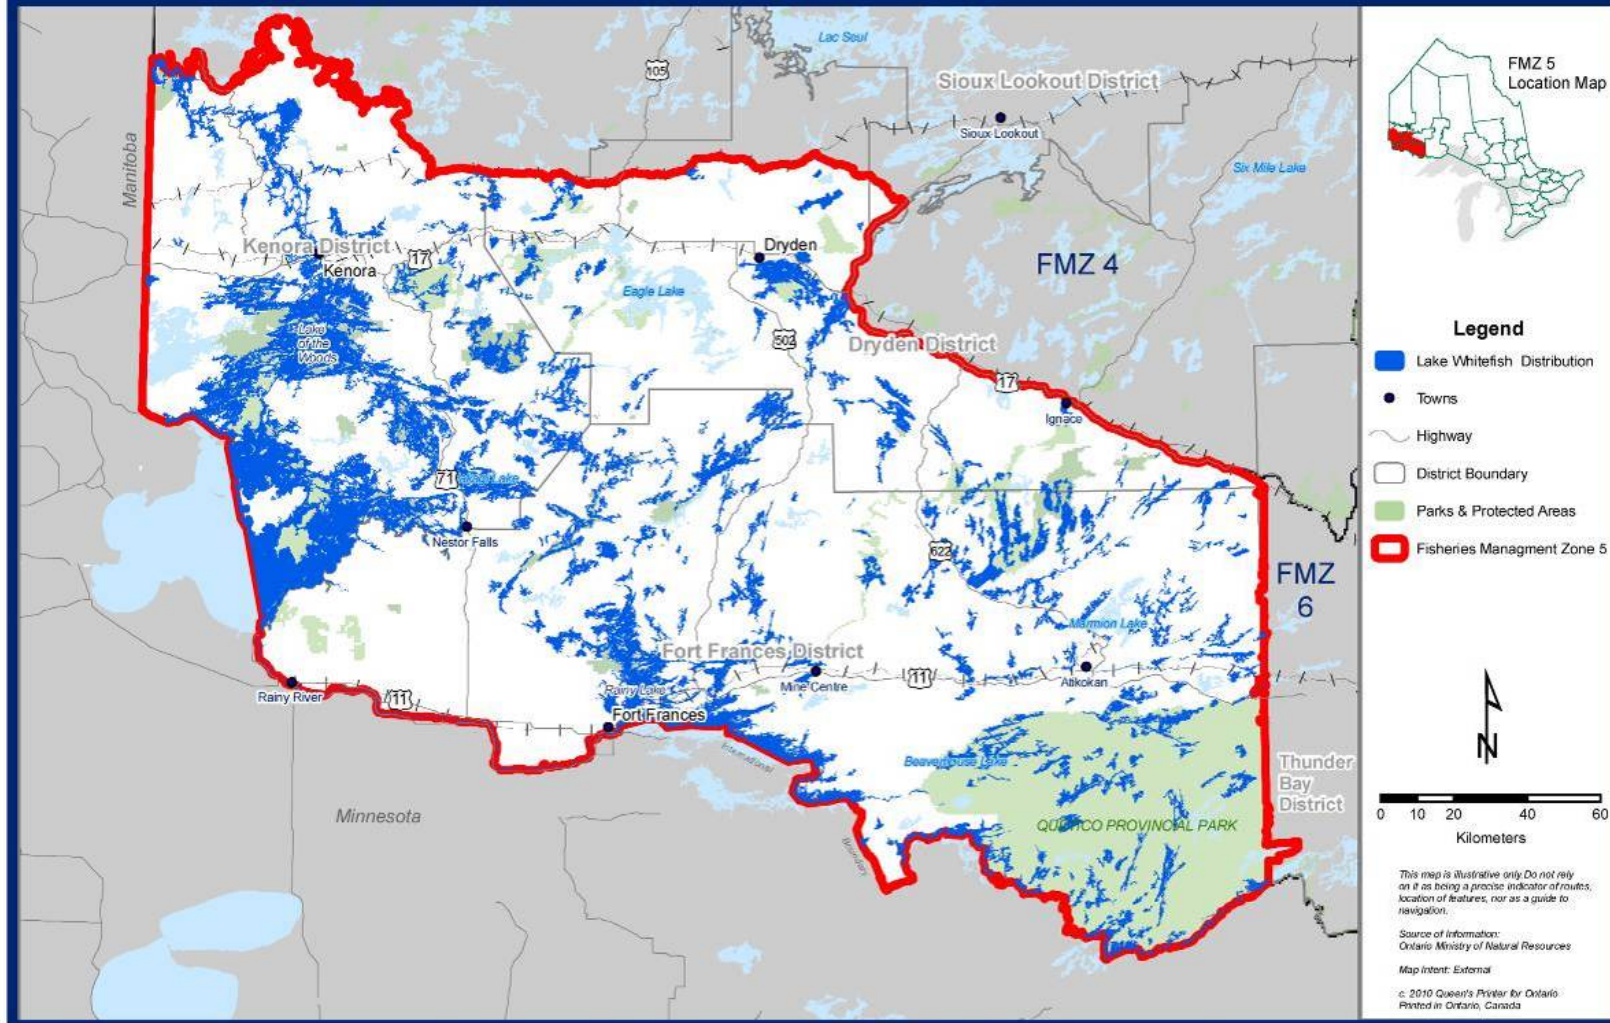 Lac Seul
105
Sioux Lookout District
Sioux Lookout
Six Mile Lake
Manitoba
Kenora District
Kenora
17
Dryden
FMZ 4
Eagle Lake
Lake
of the
Woods
502
Dryden District
17
Ignace
71
Lake
Nestor Falls
622
FMZ
6
Marmion Lake
Fort Frances District
Rainy River
11
Rainy Lake
Mine Centre
11
Atikokan
Fort Frances
International
Beaverhouse Lake
Thunder
Bay
District
Minnesota
QUETICO PROVINCIAL PARK
Boundary
FMZ 5
Location Map
Legend
Lake Whitefish Distribution
Towns
Highway
District Boundary
Parks & Protected Areas
Fisheries Managment Zone 5
N
0 10 20 40 60
Kilometers
This map is illustrative only. Do not rely
on it as being a precise indicator of routes,
location of features, nor as a guide to
navigation.
Source of Information:
Ontario Ministry of Natural Resources
Map Intent: External
c. 2010 Queen's Printer for Ontario
Printed in Ontario, Canada